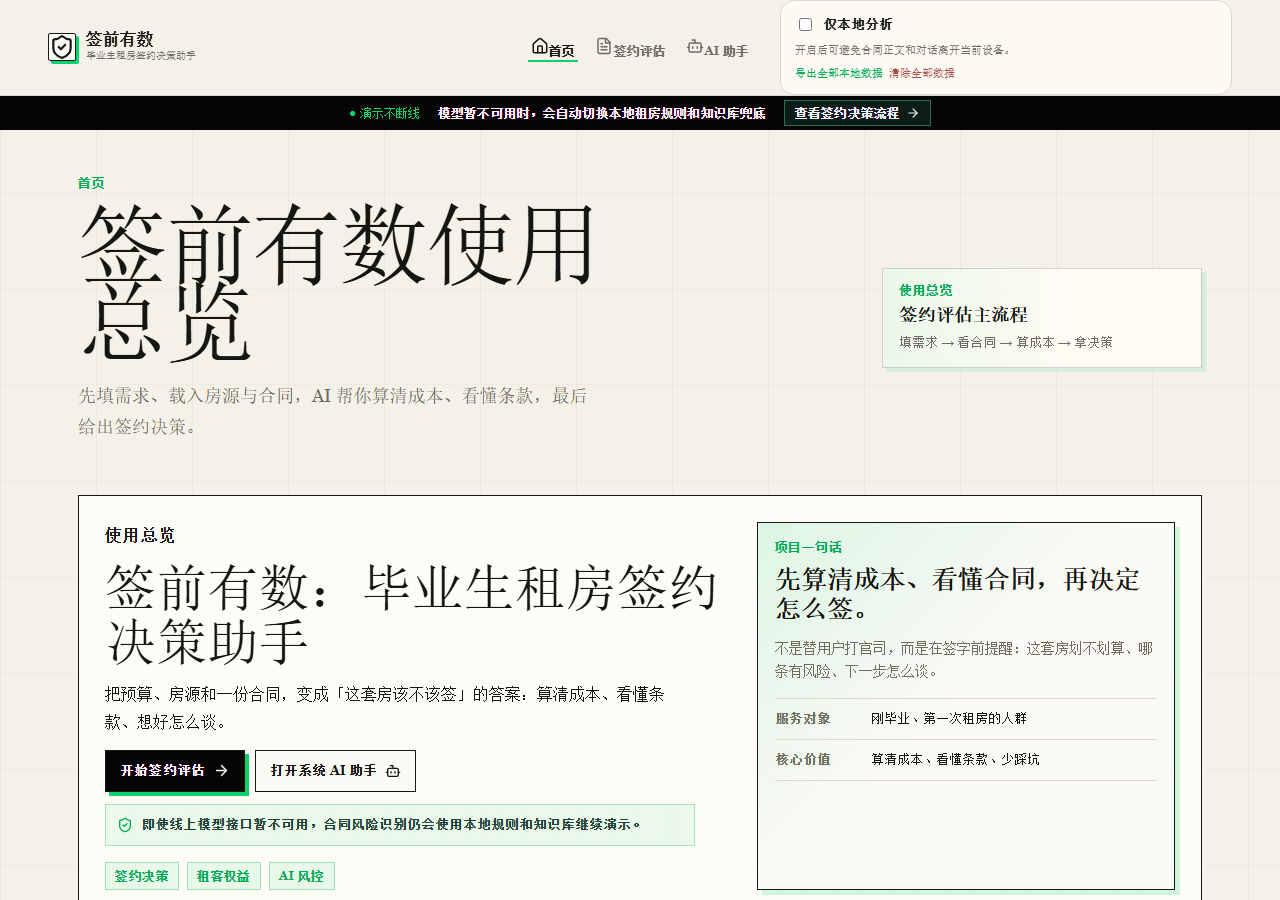 签前有数
毕业生租房签约决策助手
首页
签约评估
AI 助手
仅本地分析
开启后可避免合同正文和对话离开当前设备。
导出全部本地数据 清除全部数据
演示不断线 模型暂不可用时，会自动切换本地租房规则和知识库兜底 查看签约决策流程 →
首页
签前有数使用
总览
先填需求、载入房源与合同，AI 帮你算清成本、看懂条款，最后
给出签约决策。
使用总览
签约评估主流程
填需求 → 看合同 → 算成本 → 拿决策
使用总览
签前有数：毕业生租房签约
决策助手
把预算、房源和一份合同，变成「这套房该不该签」的答案：算清成本、看懂条
款、想好怎么谈。
开始签约评估 →
打开系统 AI 助手
即使线上模型接口暂不可用，合同风险识别仍会使用本地规则和知识库继续演示。
签约决策
租客权益
AI 风控
项目一句话
先算清成本、看懂合同，再决定
怎么签。
不是替用户打官司，而是在签字前提醒：这套房划不划算、哪
条有风险、下一步怎么谈。
服务对象 刚毕业、第一次租房的人群
核心价值 算清成本、看懂条款、少踩坑